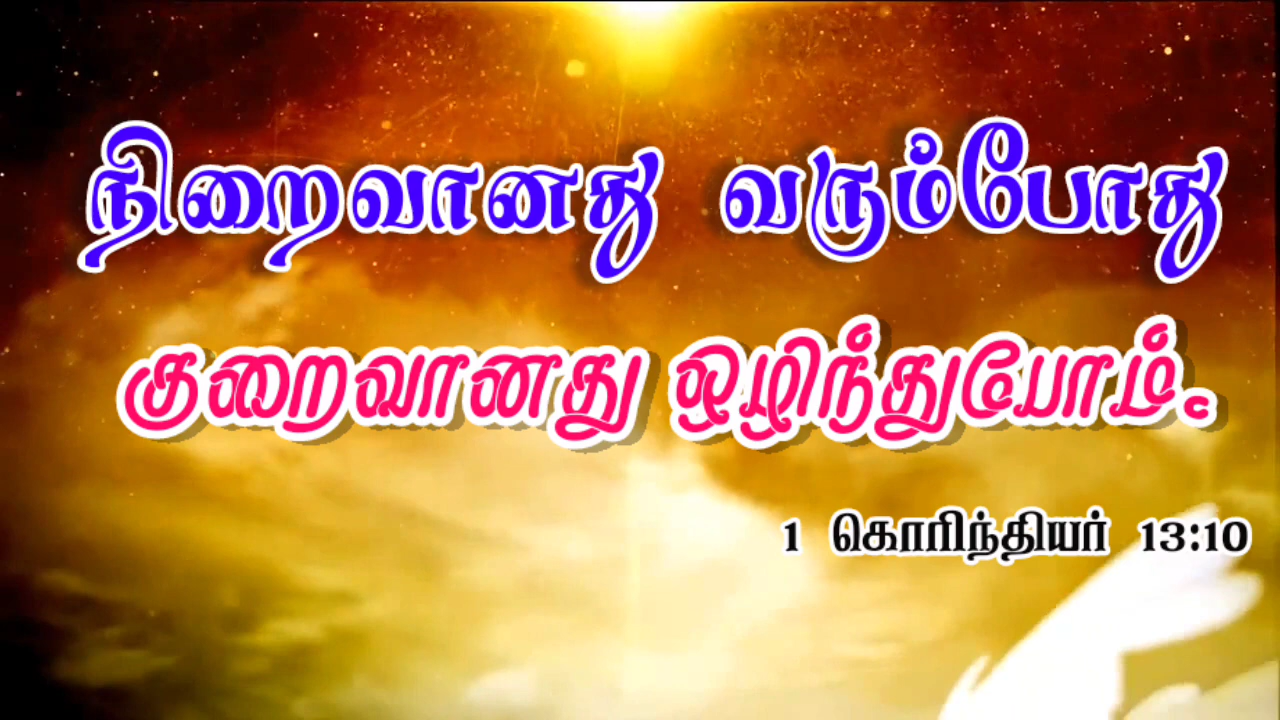 நிறைவானது வரும்போது
குறைவானது ஒழிந்துபோம்.
1 கொரிந்தியர் 13:10